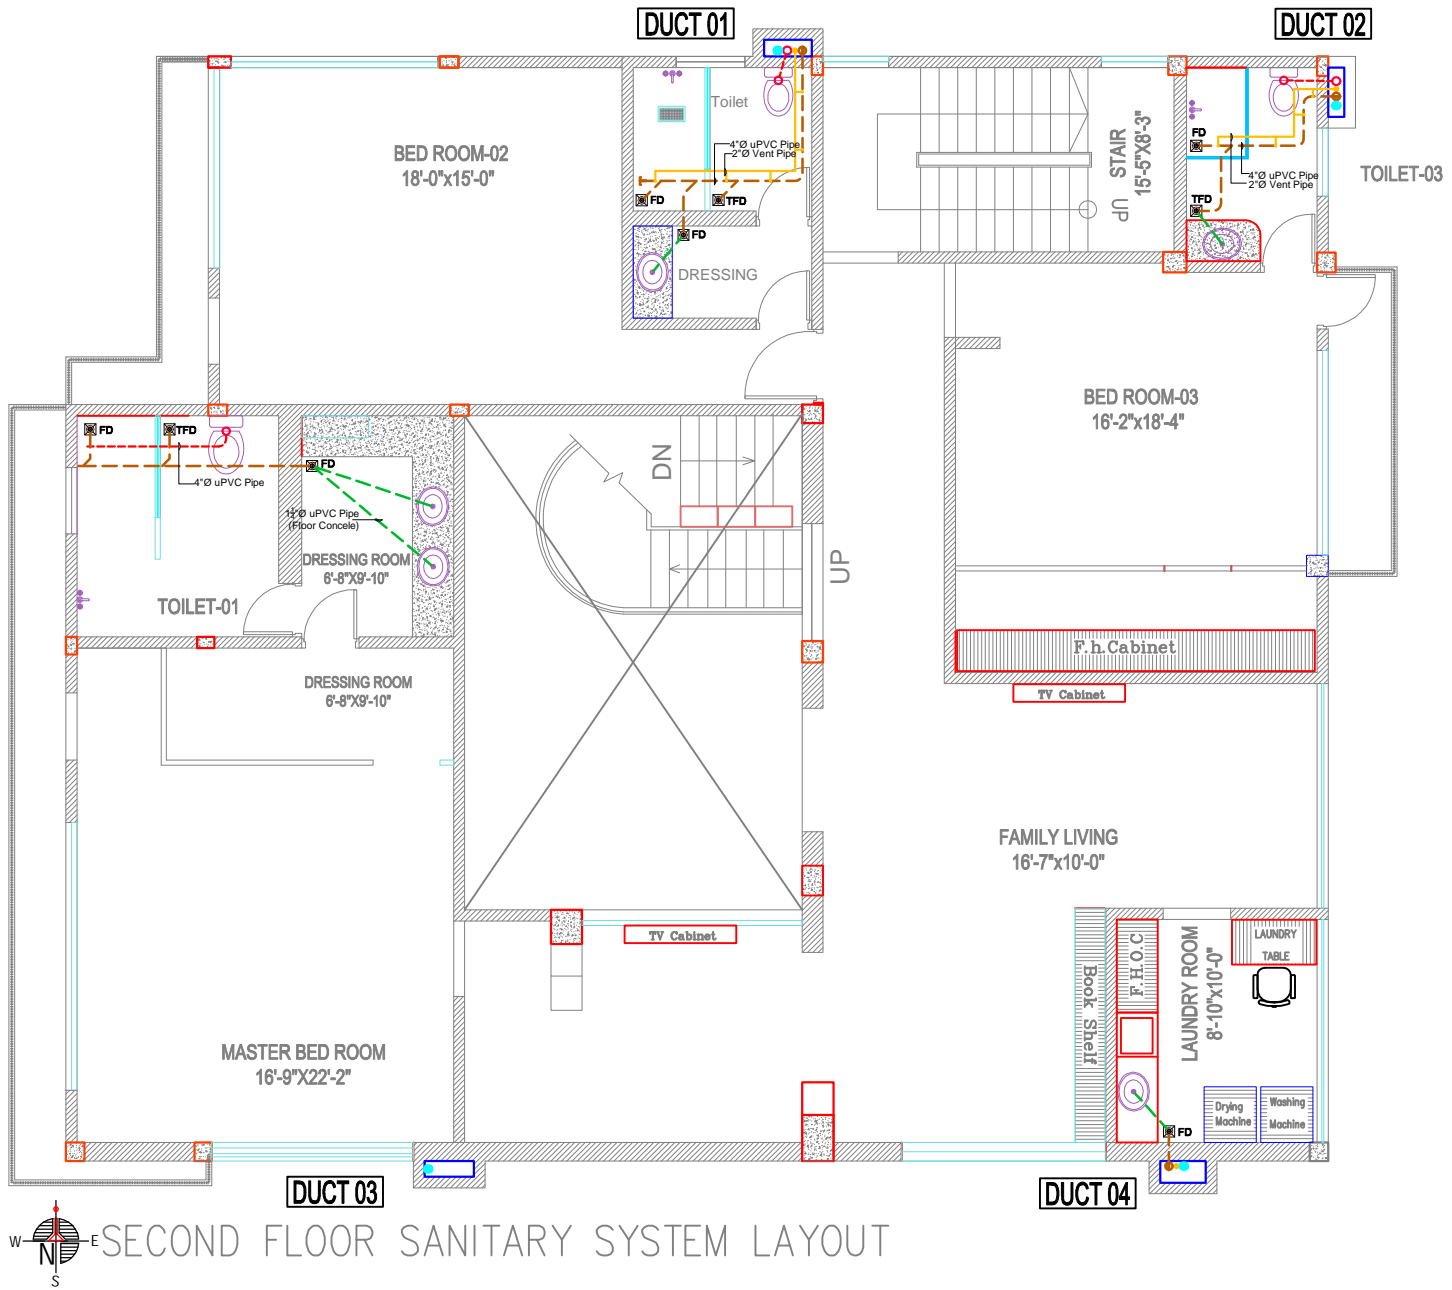 DUCT 01
DUCT 02
Toilet
BED ROOM-02
18'-0"x15'-0"
4"Ø uPVC Pipe
2"Ø Vent Pipe
FD
TFD
FD
DRESSING
STAIR
15'-5"X8'-3"
UP
FD
4"Ø uPVC Pipe
2"Ø Vent Pipe
TFD
TOILET-03
BED ROOM-03
16'-2"x18'-4"
FD
TFD
4"Ø uPVC Pipe
FD
1½"Ø uPVC Pipe
(Floor Concele)
DRESSING ROOM
6'-8"X9'-10"
TOILET-01
DN
UP
DRESSING ROOM
6'-8"X9'-10"
F.h.Cabinet
TV Cabinet
FAMILY LIVING
16'-7"x10'-0"
TV Cabinet
Book Shelf
F.H.O.C
LAUNDRY ROOM
8'-10"x10'-0"
LAUNDRY
TABLE
MASTER BED ROOM
16'-9"X22'-2"
Drying
Machine
Washing
Machine
FD
DUCT 03
DUCT 04
W
N
E
S
SECOND FLOOR SANITARY SYSTEM LAYOUT